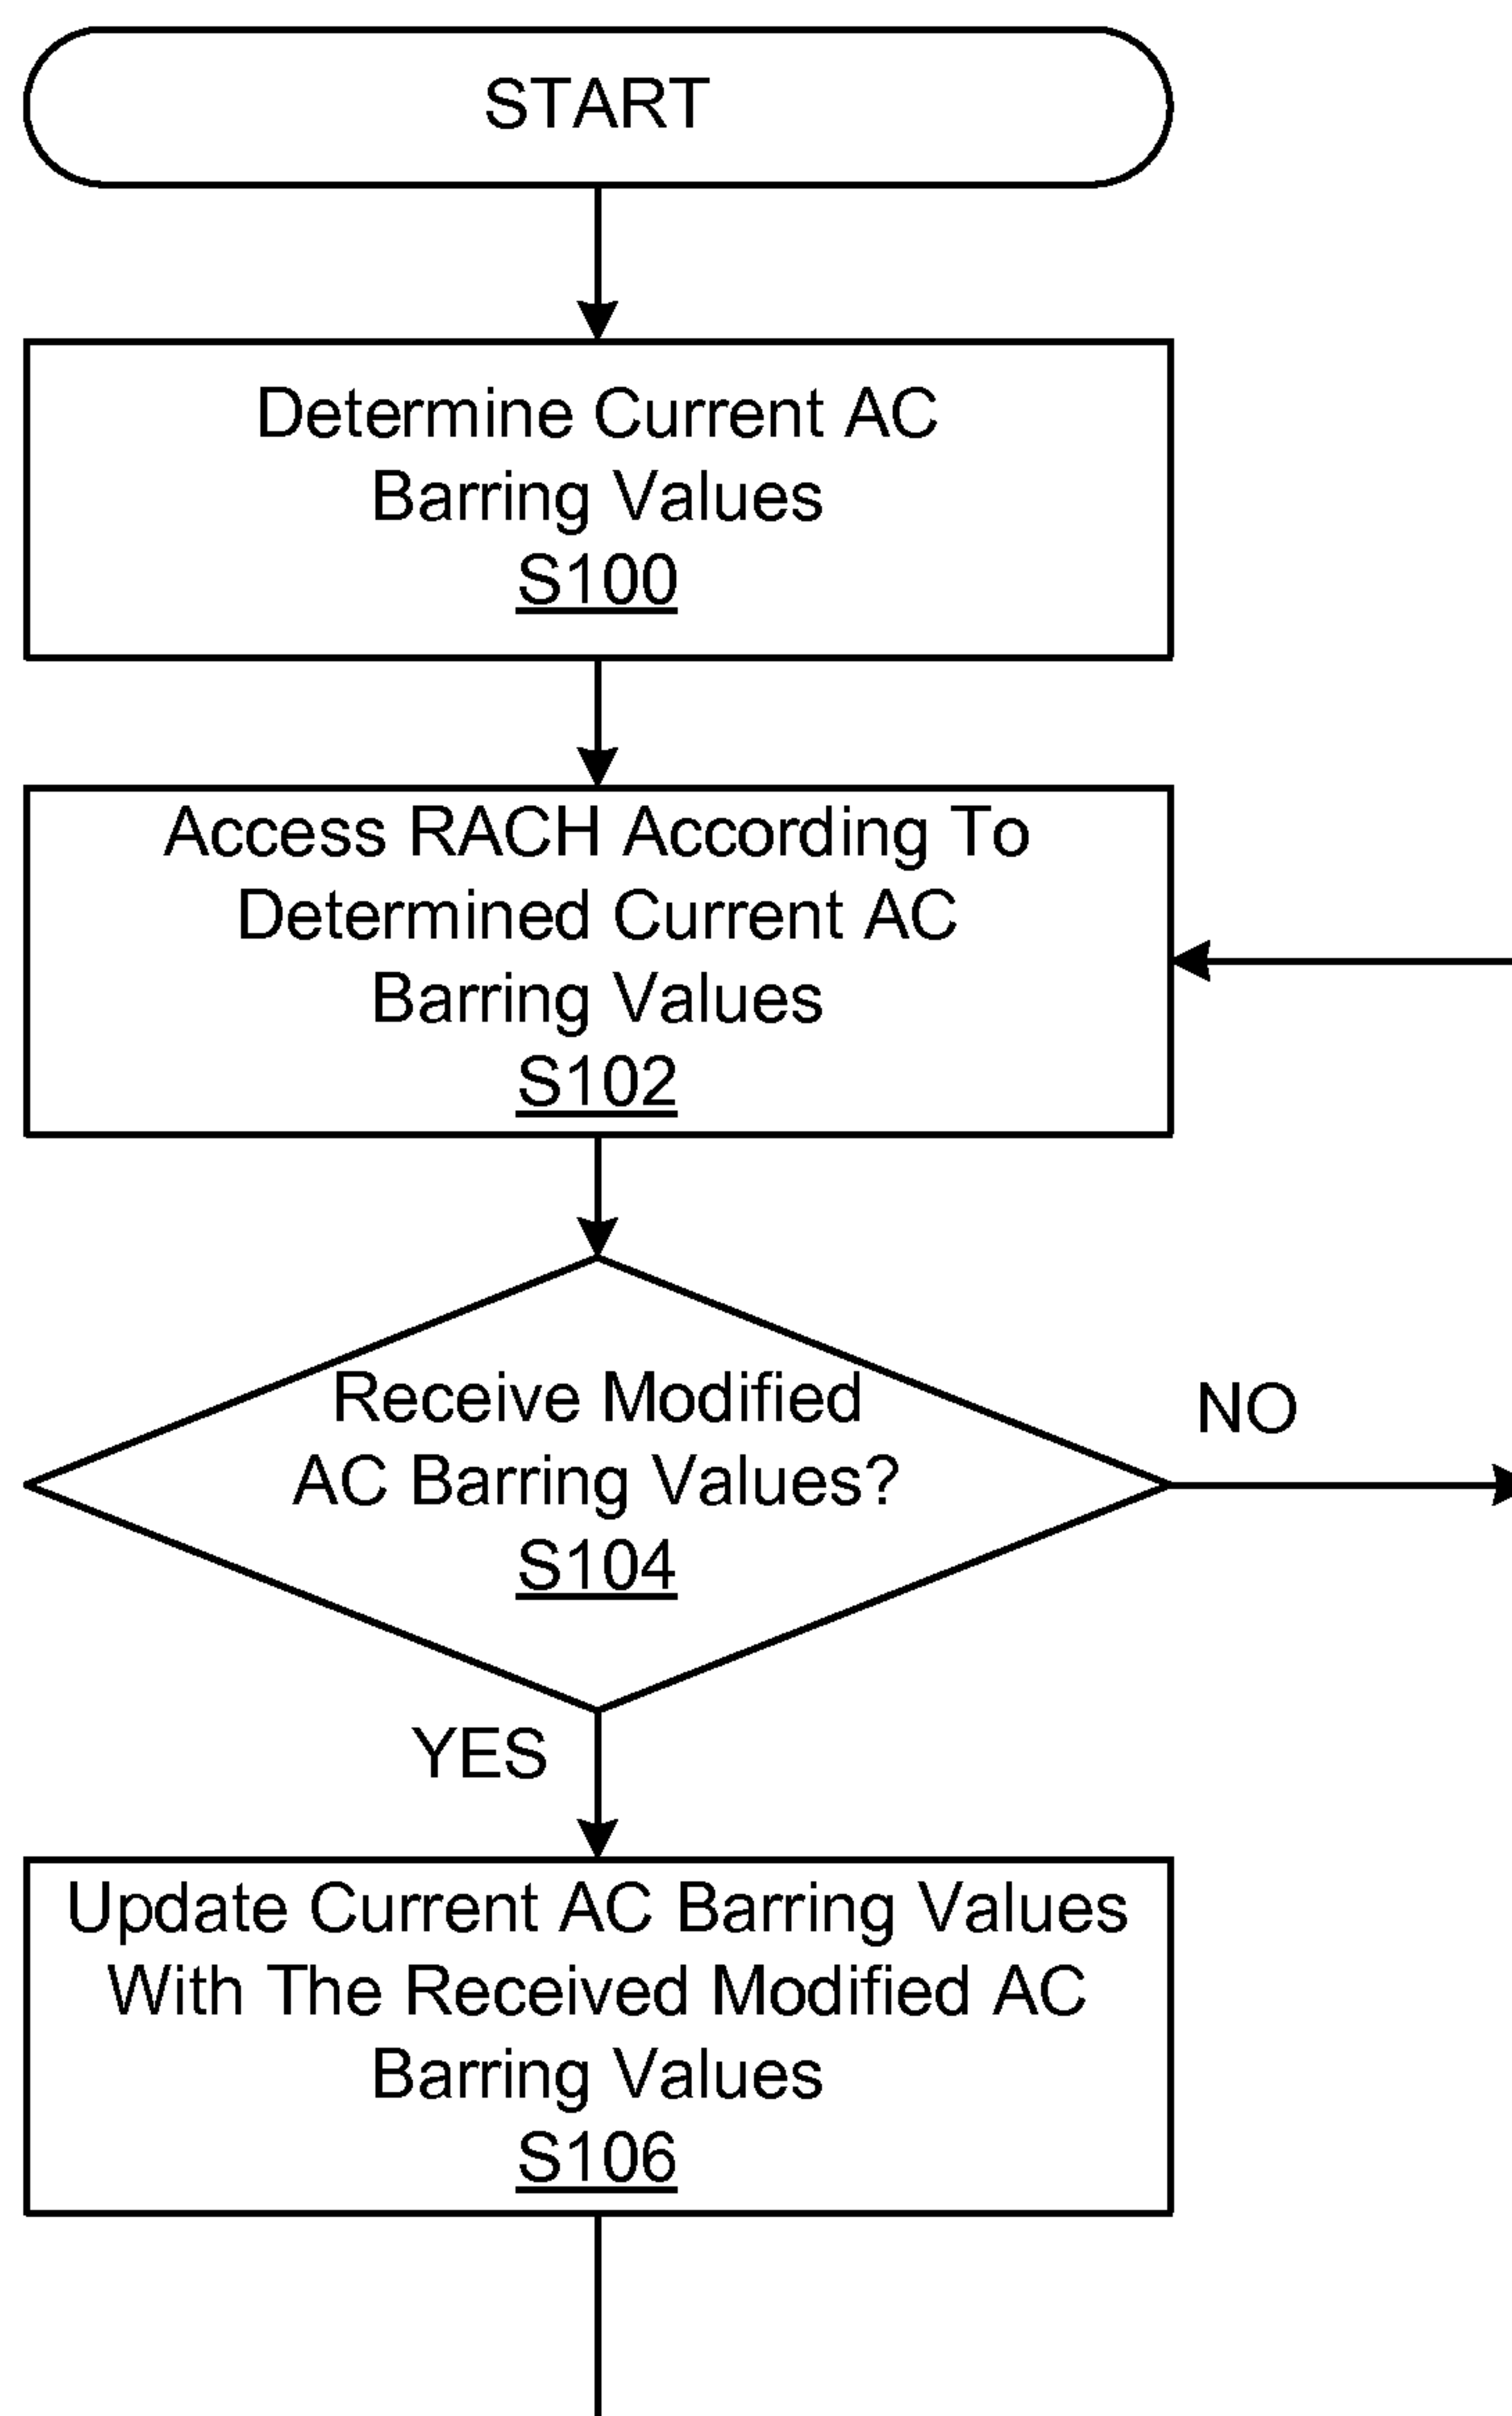 START
Determine Current AC
Barring Values
S100
Access RACH According To
Determined Current AC
Barring Values
S102
Receive Modified
AC Barring Values?
S104
NO
YES
Update Current AC Barring Values
With The Received Modified AC
Barring Values
S106